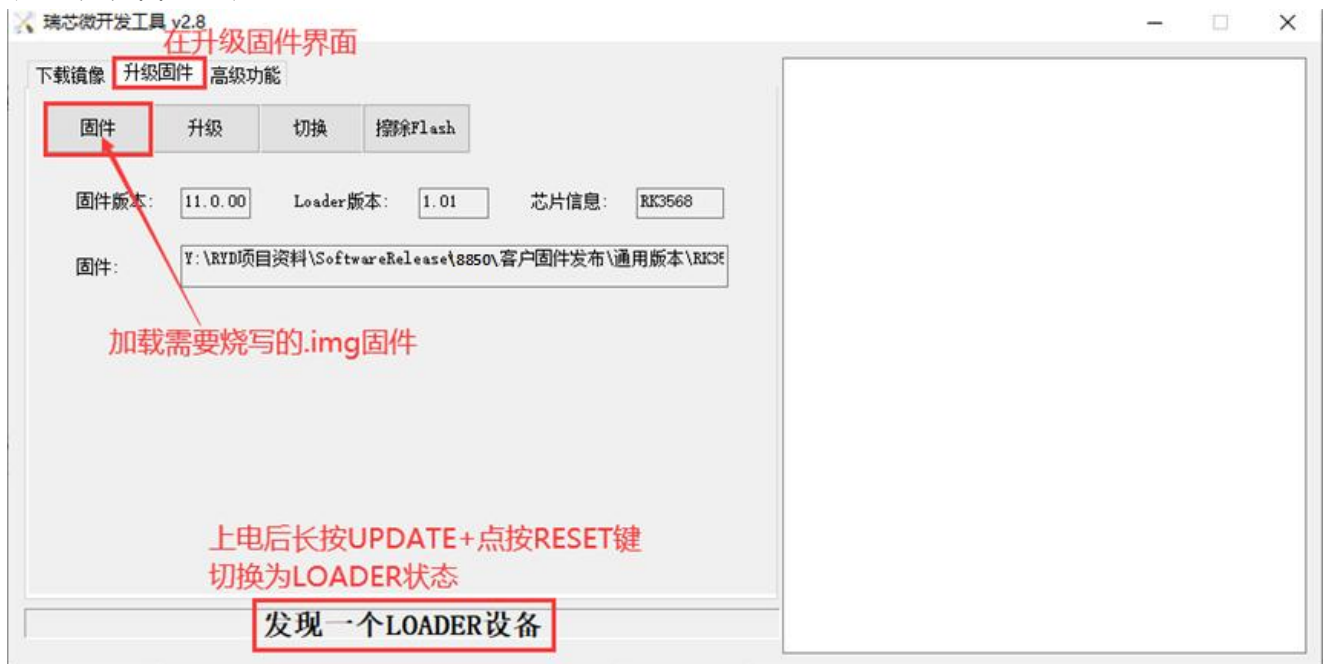 瑞芯微开发工具 v2.8
在升级固件界面
下载镜像 升级固件 高级功能
固件 升级 切换 擦除Flash
固件版本: 11.0.00 Loader版本: 1.01 芯片信息: RK3568
固件: Y:\RYD项目资料\SoftwareRelease\8850\客户固件发布\通用版本\RK35
加载需要烧写的.img固件
上电后长按UPDATE+点按RESET键
切换为LOADER状态
发现一个LOADER设备